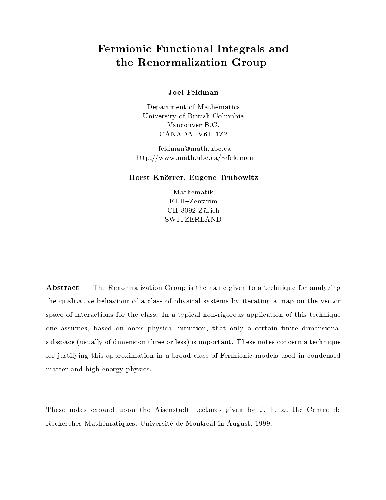 Fermionic Functional Integrals and
the Renormalization Group
Joel Feldman
Department of Mathematics
University of British Columbia
Vancouver B.C.
CANADA V6T 1Z2
feldman@math.ubc.ca
http://www.math.ubc.ca/~feldman
Horst Knörrer, Eugene Trubowitz
Mathematik
ETH–Zentrum
CH-8092 Zürich
SWITZERLAND
Abstract The Renormalization Group is the name given to a technique for analyzing
the qualitative behaviour of a class of physical systems by iterating a map on the vector
space of interactions for the class. In a typical non-rigorous application of this technique
one assumes, based on one's physical intuition, that only a certain finite dimensional
subspace (usually of dimension three or less) is important. These notes concern a technique
for justifying this approximation in a broad class of Fermionic models used in condensed
matter and high energy physics.
These notes expand upon the Aisenstadt Lectures given by J. F. at the Centre de
Recherches Mathématiques, Université de Montréal in August, 1999.